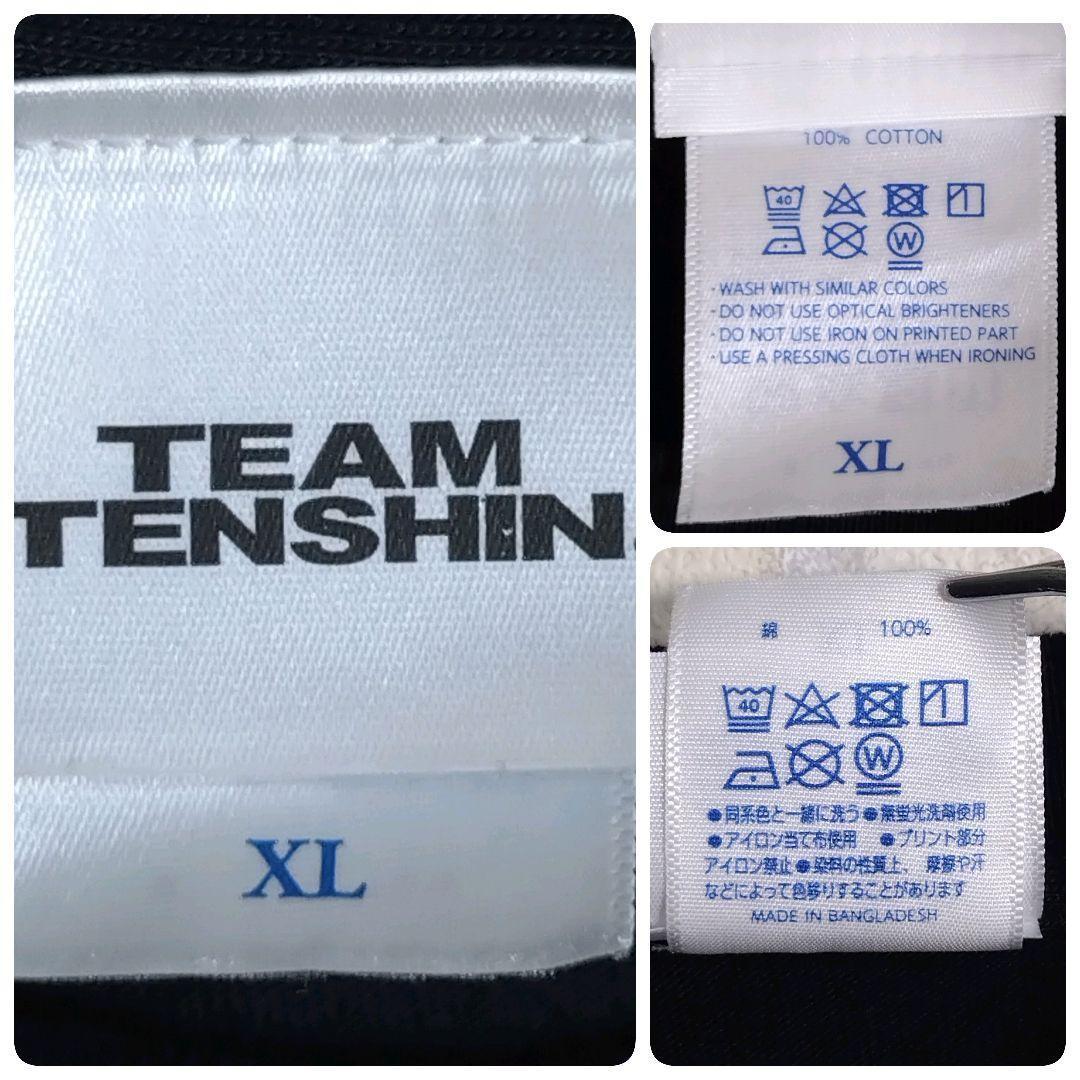 TEAM
TENSHIN.
XL
100% COTTON
40
W
・WASH WITH SIMILAR COLORS
・DO NOT USE OPTICAL BRIGHTENERS
・DO NOT USE IRON ON PRINTED PART
・USE A PRESSING CLOTH WHEN IRONING
XL
綿 100%
40
W
●同系色と一緒に洗う●無蛍光洗剤使用
●アイロン当て布使用 ●プリント部分
アイロン禁止●染料の性質上、摩擦や汗
などによって色移りすることがあります
MADE IN BANGLADESH